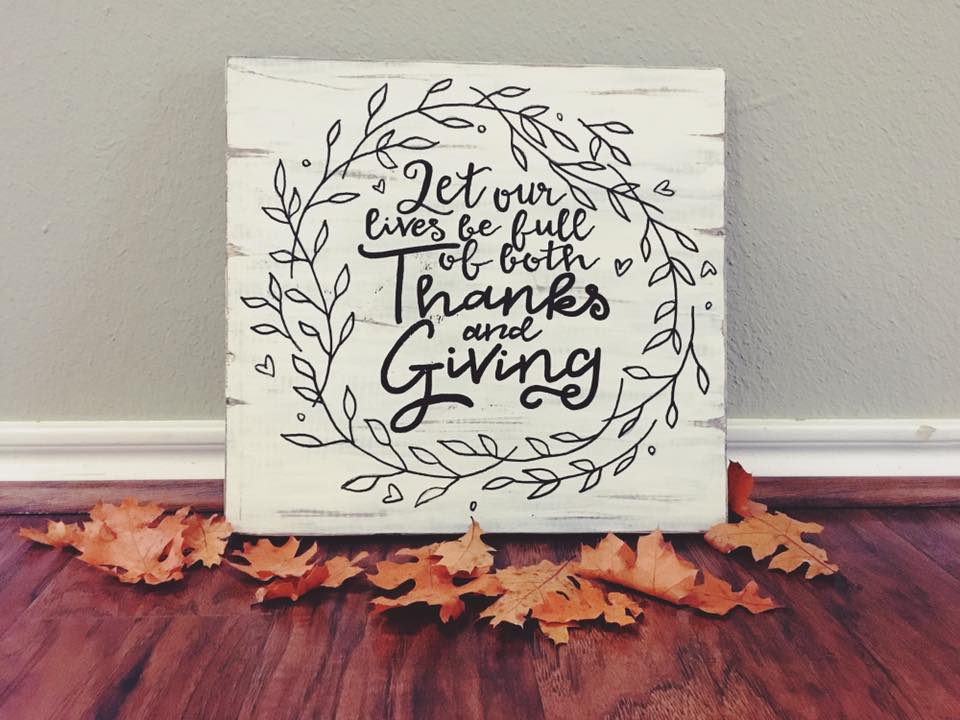 Let our
lives be full
of both
Thanks
and
Giving